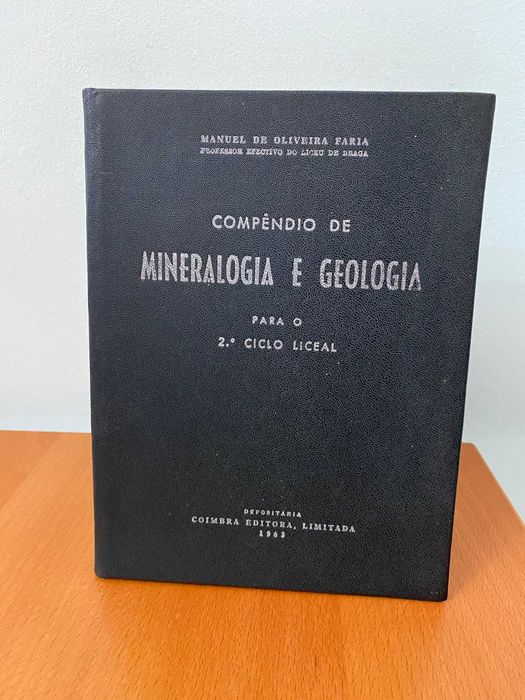 MANUEL DE OLIVEIRA FARIA
PROFESSOR EFECTIVO DO LICEU DE BRAGA
COMPÊNDIO DE
MINERALOGIA E GEOLOGIA
PARA O
2.º CICLO LICEAL
DEPOSITÁRIA
COIMBRA EDITORA, LIMITADA
1963